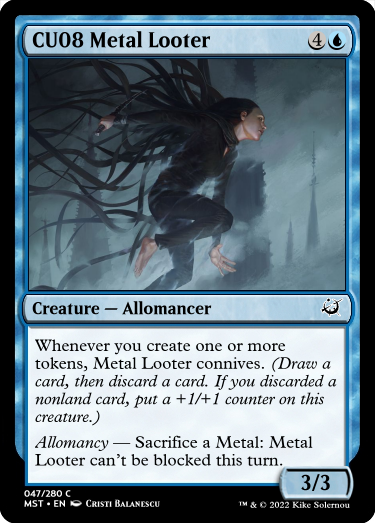 CU08 Metal Looter 4
Creature — Allomancer
Whenever you create one or more
tokens, Metal Looter connives. (Draw a
card, then discard a card. If you discarded a
nonland card, put a +1/+1 counter on this
creature.)
Allomancy — Sacrifice a Metal: Metal
Looter can't be blocked this turn.
3/3
047/280 C
MST • EN Cristi Balanescu
™ & © 2022 Kike Solernou